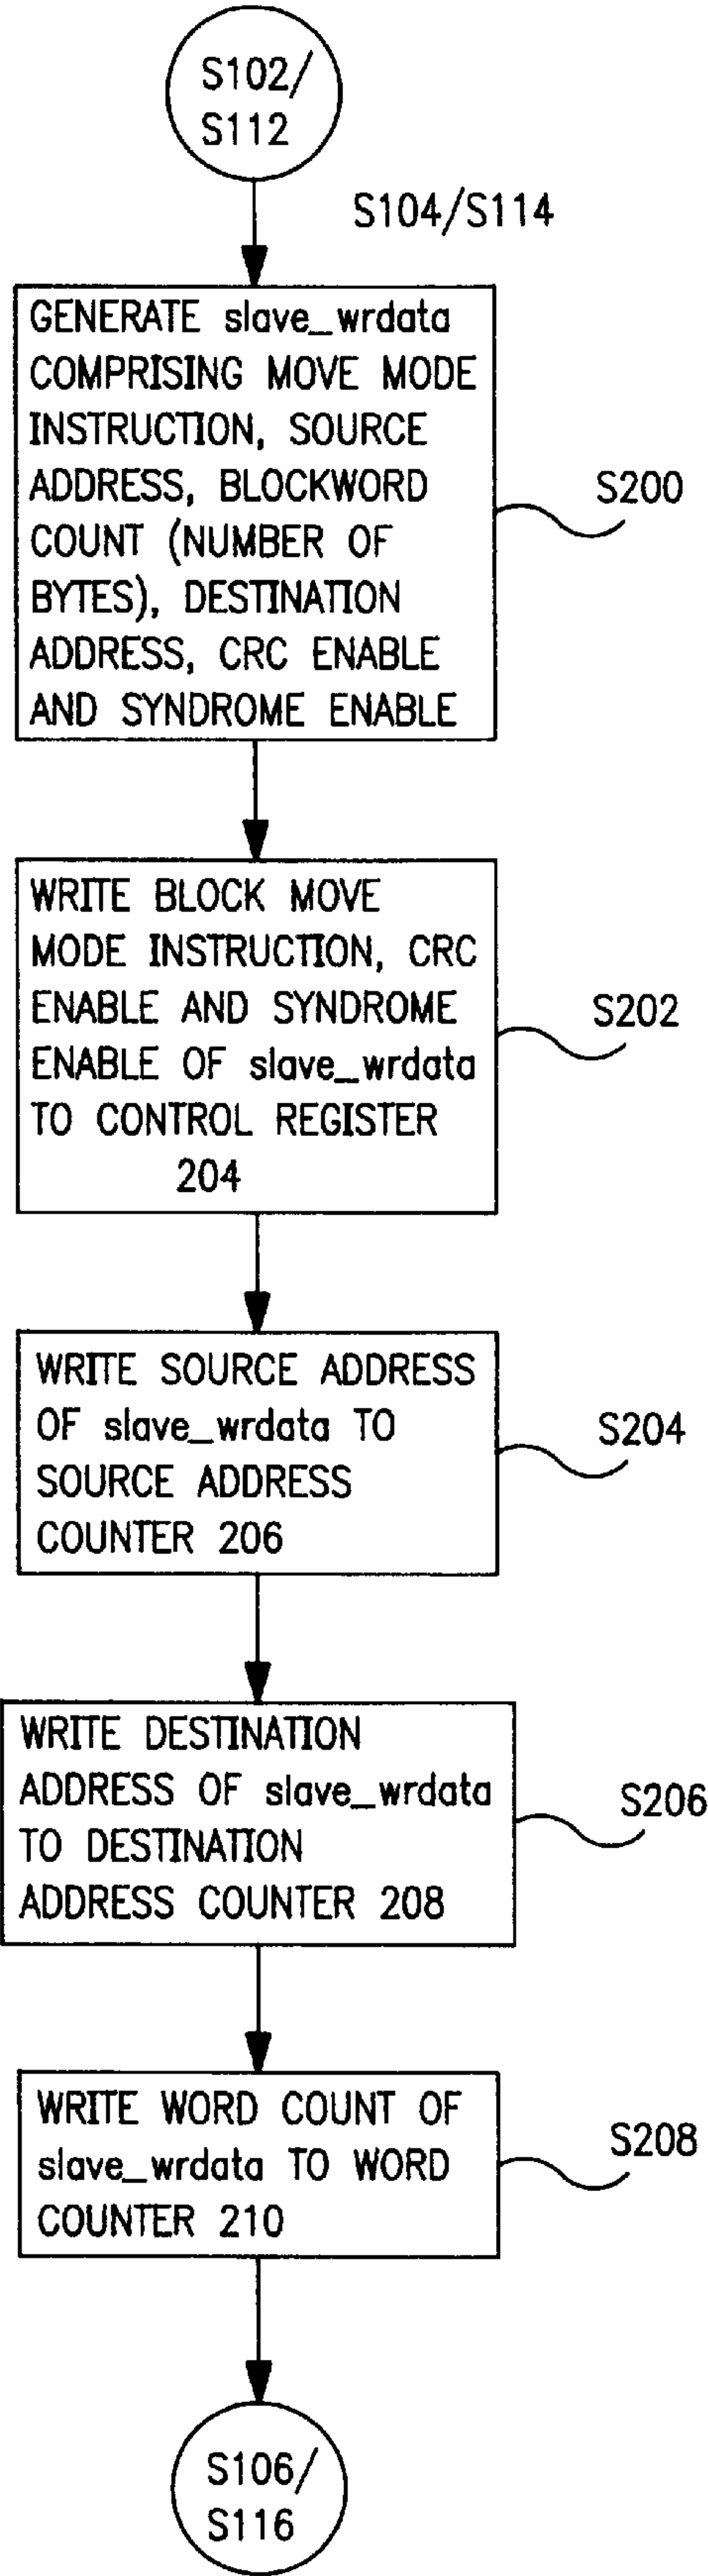 S102/
S112
S104/S114
GENERATE slave_wrdata
COMPRISING MOVE MODE
INSTRUCTION, SOURCE
ADDRESS, BLOCKWORD
COUNT (NUMBER OF
BYTES), DESTINATION
ADDRESS, CRC ENABLE
AND SYNDROME ENABLE
S200
WRITE BLOCK MOVE
MODE INSTRUCTION, CRC
ENABLE AND SYNDROME
ENABLE OF slave_wrdata
TO CONTROL REGISTER
204
S202
WRITE SOURCE ADDRESS
OF slave_wrdata TO
SOURCE ADDRESS
COUNTER 206
S204
WRITE DESTINATION
ADDRESS OF slave_wrdata
TO DESTINATION
ADDRESS COUNTER 208
S206
WRITE WORD COUNT OF
slave_wrdata TO WORD
COUNTER 210
S208
S106/
S116